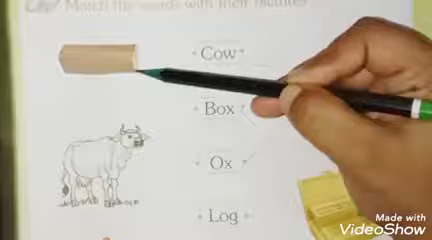 Match the words with their pictures
Cow
Box
Ox
Log
Made with
VideoShow